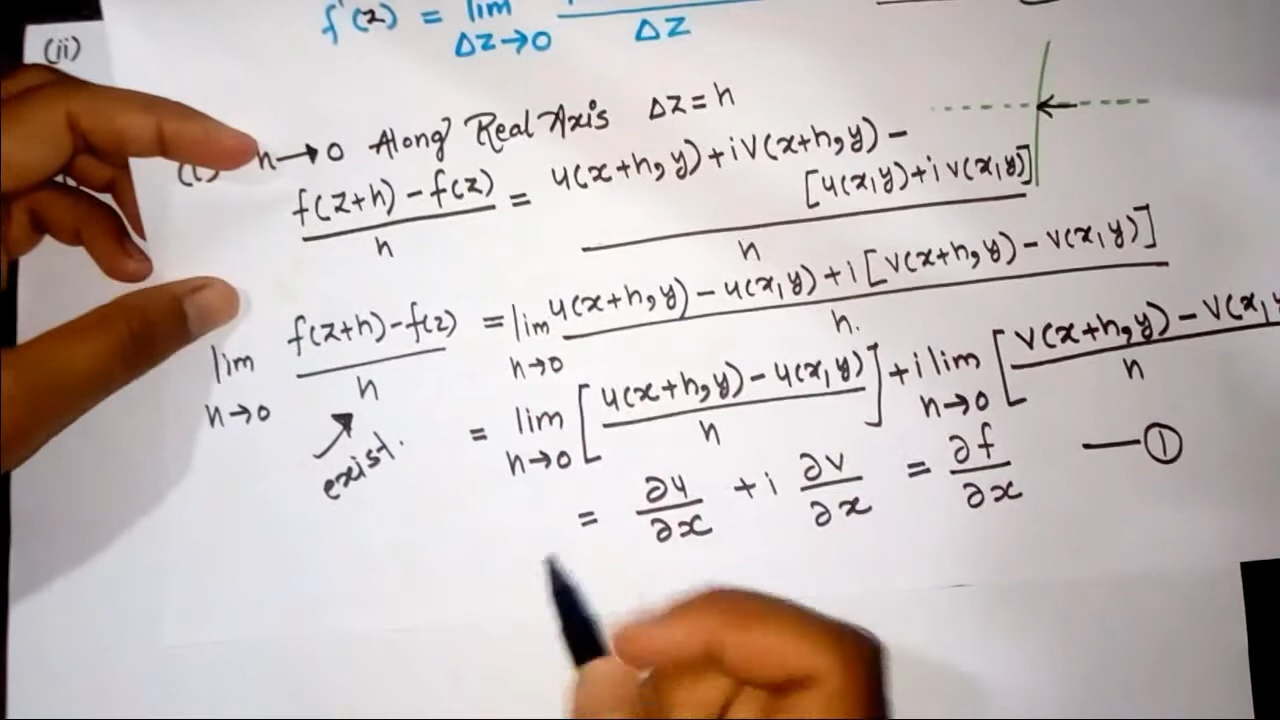 f'(z) = lim Δz→0 Δz
(ii)
(i) h→0 Along Real Axis Δz = h
f(z+h) - f(z) / h = u(x+h, y) + iv(x+h, y) - [u(x,y) + i v(x,y)] / h
lim h→0 f(z+h) - f(z) / h = lim h→0 u(x+h, y) - u(x,y) + i[v(x+h, y) - v(x,y)] / h.
exist.
= lim h→0 [u(x+h, y) - u(x,y) / h] + i lim h→0 [v(x+h, y) - v(x, / h
= ∂u/∂x + i ∂v/∂x = ∂f/∂x — ①